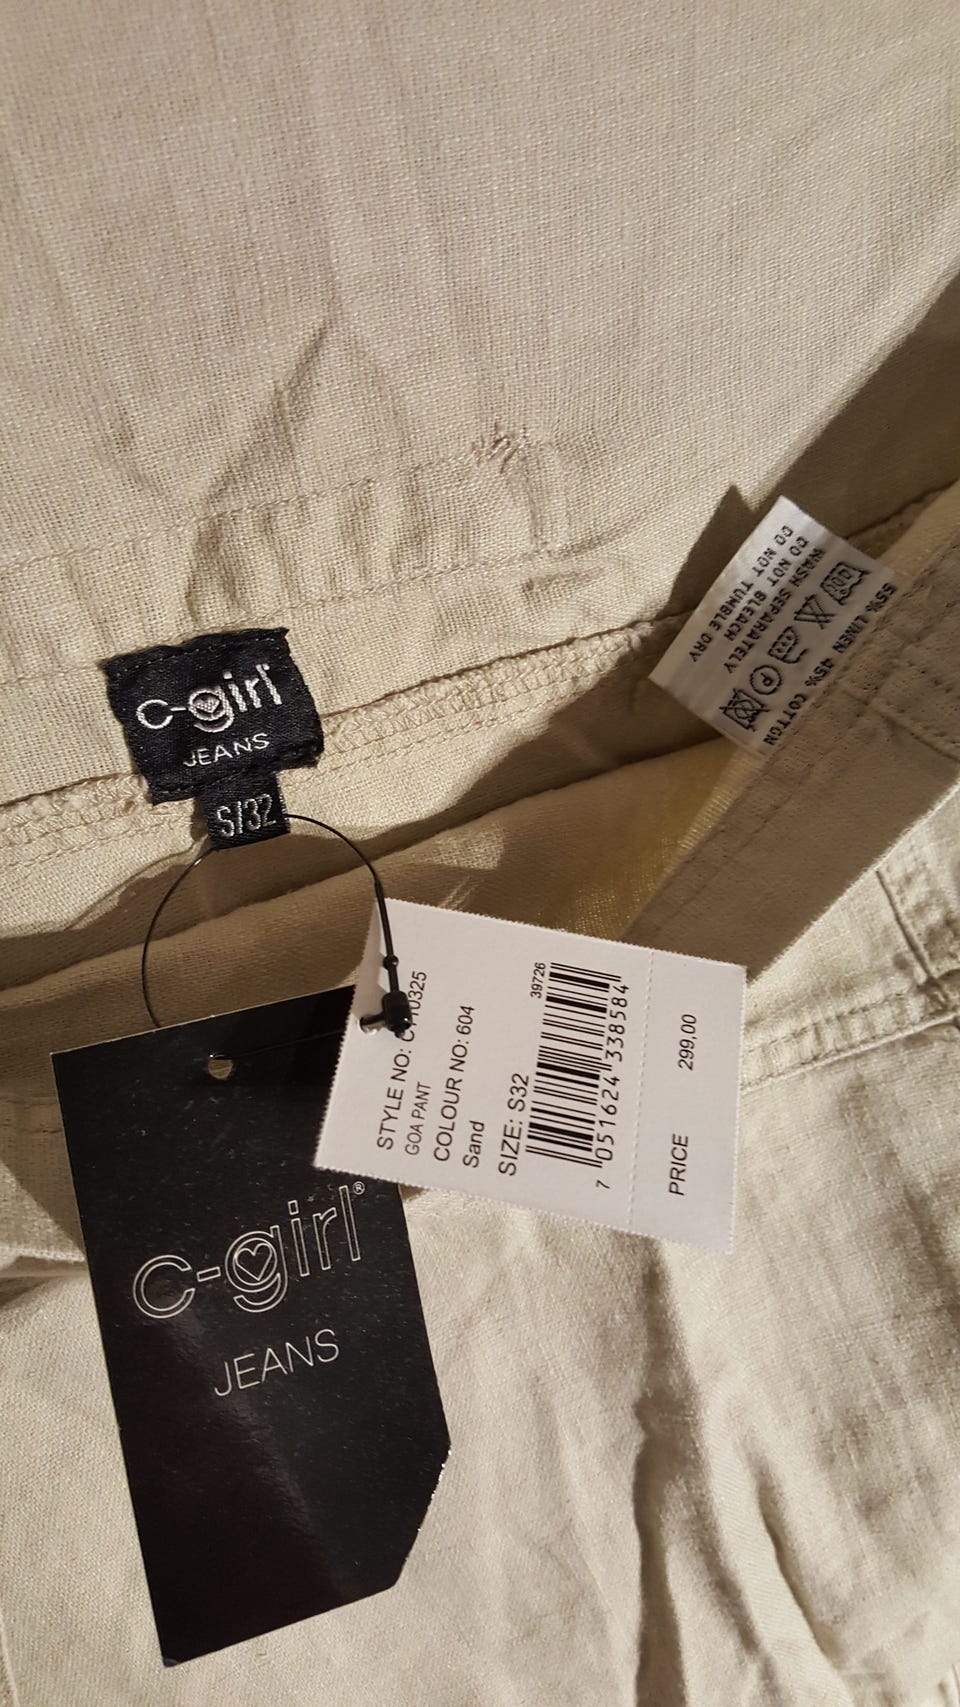 c-girl
JEANS
S/32
55% LINEN 45% COTTON
WASH SEPARATELY
DO NOT BLEACH
DO NOT TUMBLE DRY
P
STYLE NO:
GOA PANT
COLOUR NO: 604
Sand
SIZE: S32
39726
7 051624 338584
PRICE 299,00
c-girl®
JEANS